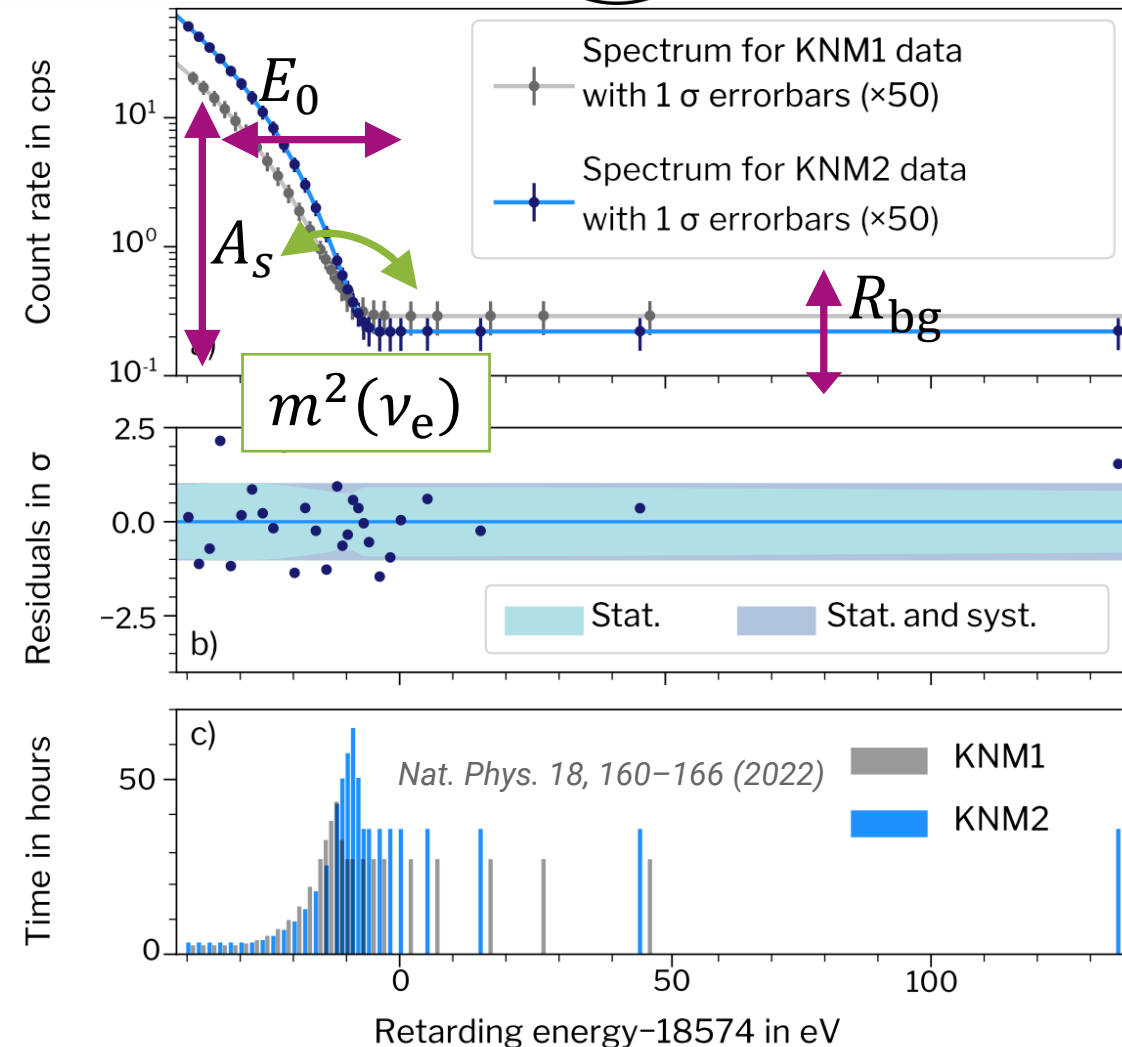 Count rate in cps
10¹
10⁰
10⁻¹
E₀
Aₛ
Spectrum for KNM1 data
with 1 σ errorbars (×50)
Spectrum for KNM2 data
with 1 σ errorbars (×50)
R_bg
m²(νₑ)
Residuals in σ
2.5
0.0
−2.5
b)
Stat.
Stat. and syst.
Time in hours
50
0
c)
Nat. Phys. 18, 160–166 (2022)
KNM1
KNM2
0
50
100
Retarding energy−18574 in eV